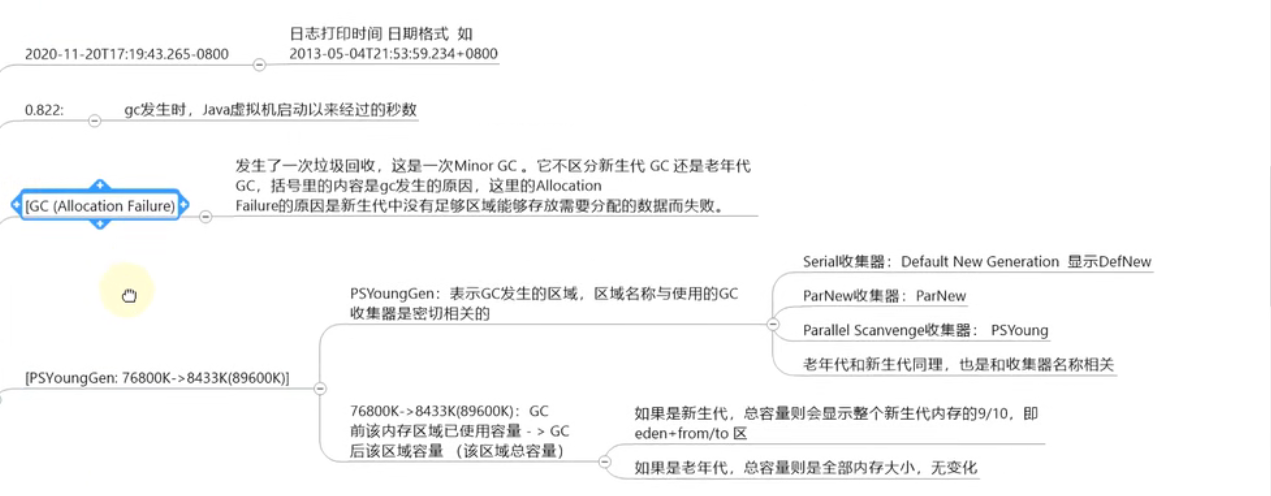 日志打印时间 日期格式 如
2020-11-20T17:19:43.265-0800
2013-05-04T21:53:59.234+0800
0.822:
gc发生时，Java虚拟机启动以来经过的秒数
发生了一次垃圾回收，这是一次Minor GC 。它不区分新生代 GC 还是老年代
GC，括号里的内容是gc发生的原因，这里的Allocation
Failure的原因是新生代中没有足够区域能够存放需要分配的数据而失败。
[GC (Allocation Failure)
Serial收集器：Default New Generation 显示DefNew
PSYoungGen：表示GC发生的区域，区域名称与使用的GC
收集器是密切相关的
ParNew收集器：ParNew
Parallel Scanvenge收集器： PSYoung
老年代和新生代同理，也是和收集器名称相关
[PSYoungGen: 76800K->8433K(89600K)]
76800K->8433K(89600K)：GC
前该内存区域已使用容量 - > GC
后该区域容量 （该区域总容量）
如果是新生代，总容量则会显示整个新生代内存的9/10，即
eden+from/to 区
如果是老年代，总容量则是全部内存大小，无变化